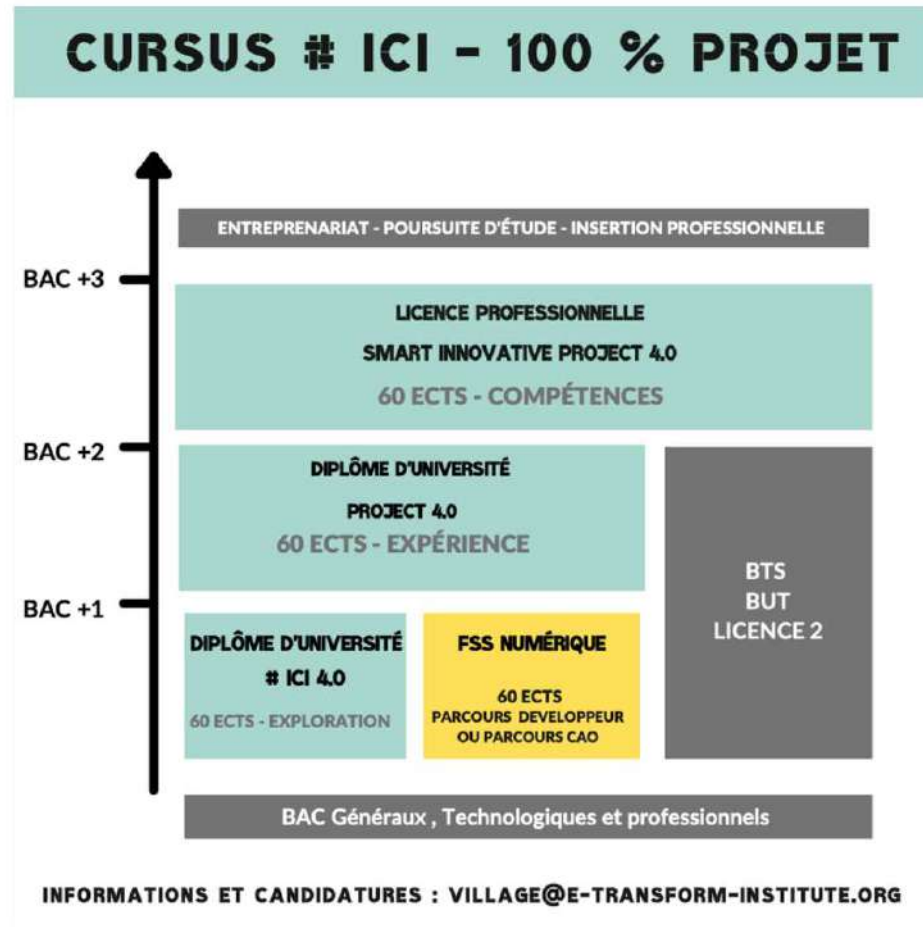 CURSUS # ICI - 100 % PROJET
ENTREPRENARIAT - POURSUITE D'ÉTUDE - INSERTION PROFESSIONNELLE
BAC +3
LICENCE PROFESSIONNELLE
SMART INNOVATIVE PROJECT 4.0
60 ECTS - COMPÉTENCES
BAC +2
DIPLÔME D'UNIVERSITÉ
PROJECT 4.0
60 ECTS - EXPÉRIENCE
BTS
BUT
LICENCE 2
BAC +1
DIPLÔME D'UNIVERSITÉ
# ICI 4.0
60 ECTS - EXPLORATION
FSS NUMÉRIQUE
60 ECTS
PARCOURS DEVELOPPEUR
OU PARCOURS CAO
BAC Généraux , Technologiques et professionnels
INFORMATIONS ET CANDIDATURES : VILLAGE@E-TRANSFORM-INSTITUTE.ORG